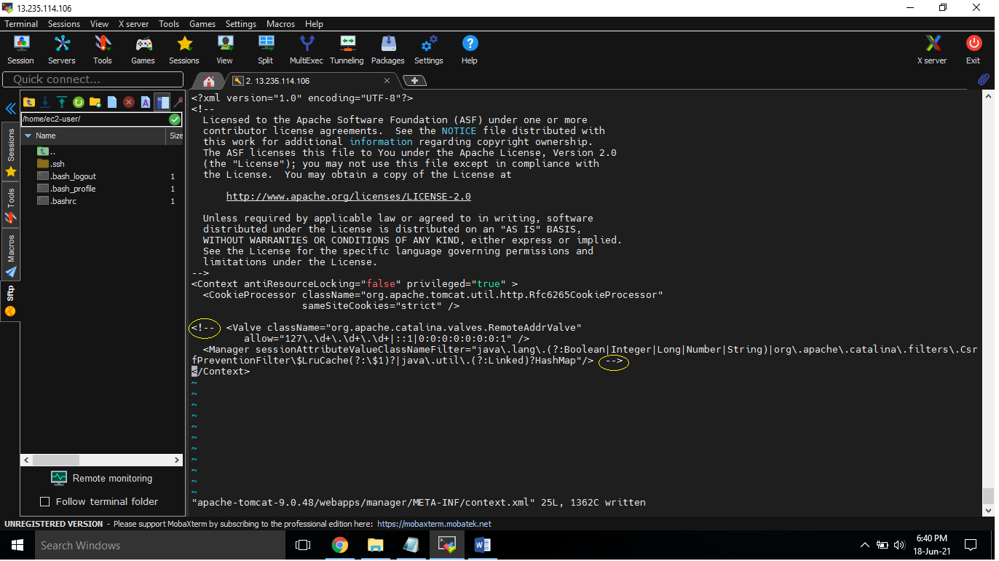 13.235.114.106
Terminal Sessions View X server Tools Games Settings Macros Help
Session Servers Tools Games Sessions View Split MultiExec Tunneling Packages Settings Help X server Exit
Quick connect...
2. 13.235.114.106
/home/ec2-user/
Name Size
..
.ssh
.bash_logout 1
.bash_profile 1
.bashrc 1
Sessions
Tools
Macros
Sftp
Remote monitoring
Follow terminal folder
<?xml version="1.0" encoding="UTF-8"?>
<!--
  Licensed to the Apache Software Foundation (ASF) under one or more
  contributor license agreements.  See the NOTICE file distributed with
  this work for additional information regarding copyright ownership.
  The ASF licenses this file to You under the Apache License, Version 2.0
  (the "License"); you may not use this file except in compliance with
  the License.  You may obtain a copy of the License at
      http://www.apache.org/licenses/LICENSE-2.0
  Unless required by applicable law or agreed to in writing, software
  distributed under the License is distributed on an "AS IS" BASIS,
  WITHOUT WARRANTIES OR CONDITIONS OF ANY KIND, either express or implied.
  See the License for the specific language governing permissions and
  limitations under the License.
-->
<Context antiResourceLocking="false" privileged="true" >
  <CookieProcessor className="org.apache.tomcat.util.http.Rfc6265CookieProcessor"
                   sameSiteCookies="strict" />
<!--  <Valve className="org.apache.catalina.valves.RemoteAddrValve"
         allow="127\.\d+\.\d+\.\d+|::1|0:0:0:0:0:0:0:1" />
  <Manager sessionAttributeValueClassNameFilter="java\.lang\.(?:Boolean|Integer|Long|Number|String)|org\.apache\.catalina\.filters\.Csr
fPreventionFilter\$LruCache(?:\$1)?|java\.util\.(?:Linked)?HashMap"/>  -->
</Context>
~
~
~
~
~
~
~
~
~
~
~
"apache-tomcat-9.0.48/webapps/manager/META-INF/context.xml" 25L, 1362C written
UNREGISTERED VERSION - Please support MobaXterm by subscribing to the professional edition here: https://mobaxterm.mobatek.net
Search Windows
6:40 PM
18-Jun-21